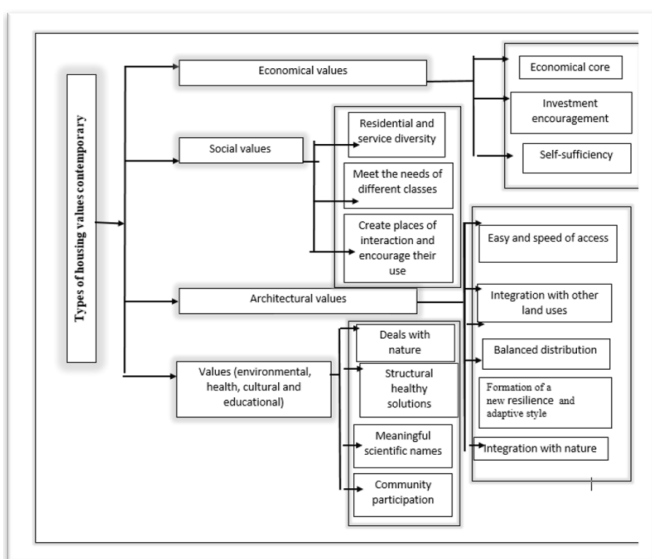 Types of housing values contemporary
Economical values
Economical core
Investment
encouragement
Self-sufficiency
Social values
Residential and
service diversity
Meet the needs of
different classes
Create places of
interaction and
encourage their
use
Architectural values
Easy and speed of access
Integration with other
land uses
Balanced distribution
Formation of a
new resilience and
adaptive style
Integration with nature
Values (environmental,
health, cultural and
educational)
Deals with
nature
Structural
healthy
solutions
Meaningful
scientific names
Community
participation